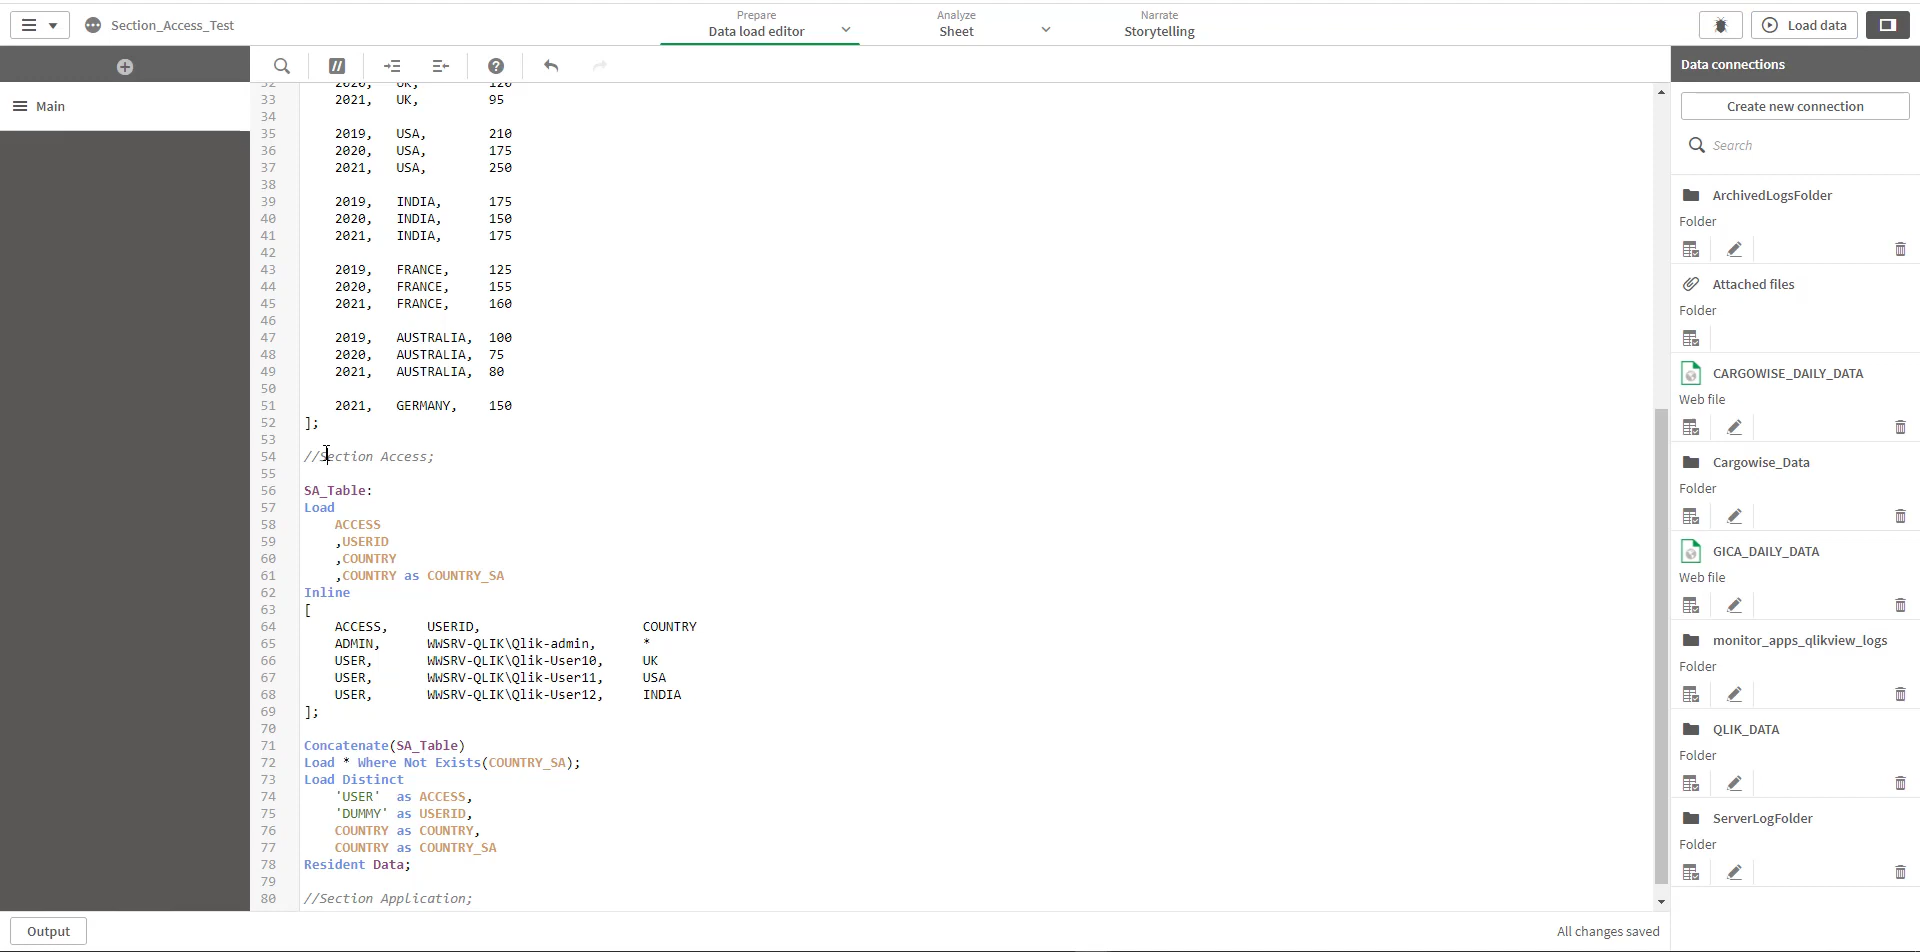 Section_Access_Test
Prepare
Data load editor
Analyze
Sheet
Narrate
Storytelling
Load data
Main
//
?
Data connections
Create new connection
Search
ArchivedLogsFolder
Folder
Attached files
Folder
CARGOWISE_DAILY_DATA
Web file
Cargowise_Data
Folder
GICA_DAILY_DATA
Web file
monitor_apps_qlikview_logs
Folder
QLIK_DATA
Folder
ServerLogFolder
Folder
32 2020, UK, 120
33 2021, UK, 95
34
35 2019, USA, 210
36 2020, USA, 175
37 2021, USA, 250
38
39 2019, INDIA, 175
40 2020, INDIA, 150
41 2021, INDIA, 175
42
43 2019, FRANCE, 125
44 2020, FRANCE, 155
45 2021, FRANCE, 160
46
47 2019, AUSTRALIA, 100
48 2020, AUSTRALIA, 75
49 2021, AUSTRALIA, 80
50
51 2021, GERMANY, 150
52 ];
53
54 //Section Access;
55
56 SA_Table:
57 Load
58 ACCESS
59 ,USERID
60 ,COUNTRY
61 ,COUNTRY as COUNTRY_SA
62 Inline
63 [
64 ACCESS, USERID, COUNTRY
65 ADMIN, WWSRV-QLIK\Qlik-admin, *
66 USER, WWSRV-QLIK\Qlik-User10, UK
67 USER, WWSRV-QLIK\Qlik-User11, USA
68 USER, WWSRV-QLIK\Qlik-User12, INDIA
69 ];
70
71 Concatenate(SA_Table)
72 Load * Where Not Exists(COUNTRY_SA);
73 Load Distinct
74 'USER' as ACCESS,
75 'DUMMY' as USERID,
76 COUNTRY as COUNTRY,
77 COUNTRY as COUNTRY_SA
78 Resident Data;
79
80 //Section Application;
Output
All changes saved